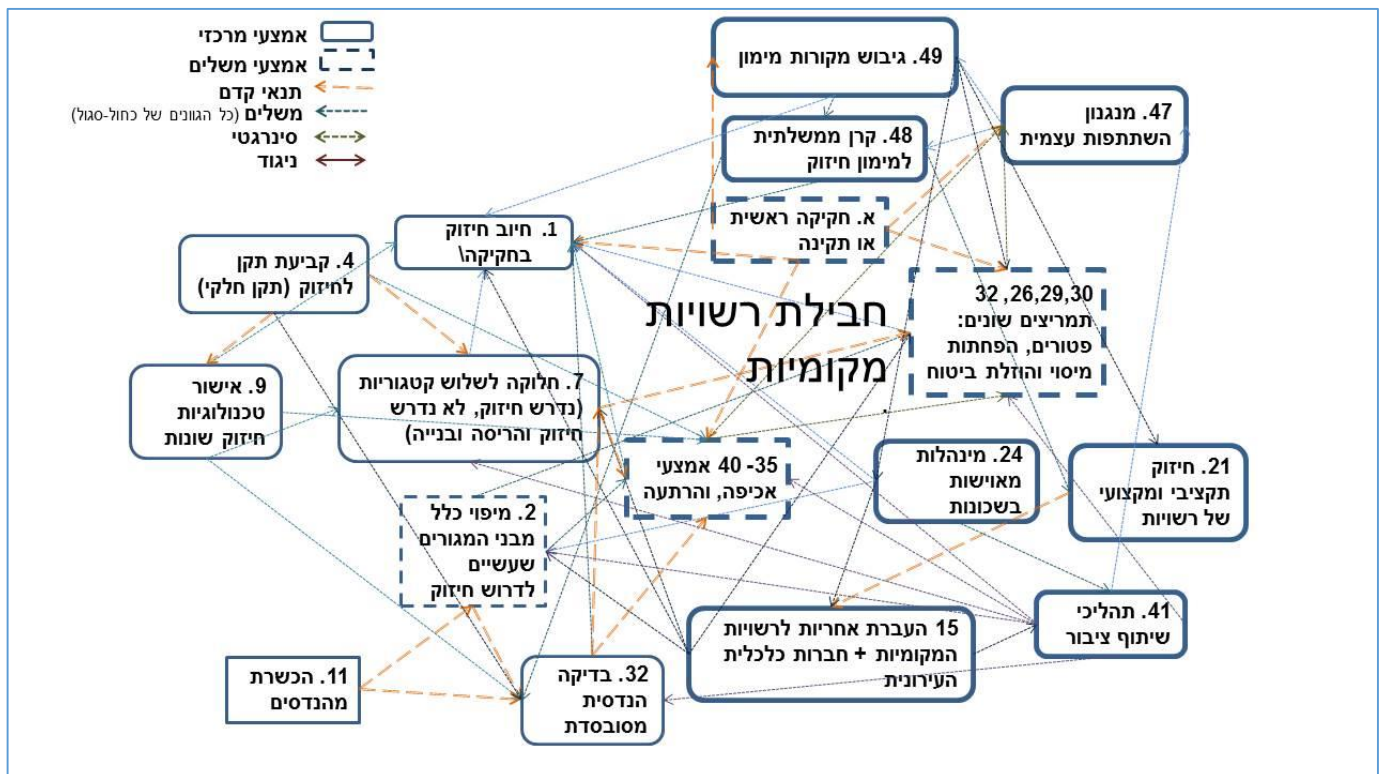 אמצעי מרכזי
אמצעי משלים
תנאי קדם
משלים (כל הגוונים של כחול-סגול)
סינרגטי
ניגוד
49. גיבוש מקורות מימון
47. מנגנון
השתתפות עצמית
48. קרן ממשלתית
למימון חיזוק
א. חקיקה ראשית
או תקינה
1. חיוב חיזוק
בחקיקה\
4. קביעת תקן
לחיזוק (תקן חלקי)
30,29,26, 32
תמריצים שונים:
פטורים, הפחתות
מיסוי והוזלת ביטוח
חבילת רשויות
מקומיות
.
9. אישור
טכנולוגיות
חיזוק שונות
7. חלוקה לשלוש קטגוריות
(נדרש חיזוק, לא נדרש
חיזוק והריסה ובנייה)
35- 40 אמצעי
אכיפה, והרתעה
24. מינהלות
מאוישות
בשכונות
21. חיזוק
תקציבי ומקצועי
של רשויות
2. מיפוי כלל
מבני המגורים
שעשיים
לדרוש חיזוק
41. תהליכי
שיתוף ציבור
15 העברת אחריות לרשויות
המקומיות + חברות כלכלית
העירונית
11. הכשרת
מהנדסים
32. בדיקה
הנדסית
מסובסדת